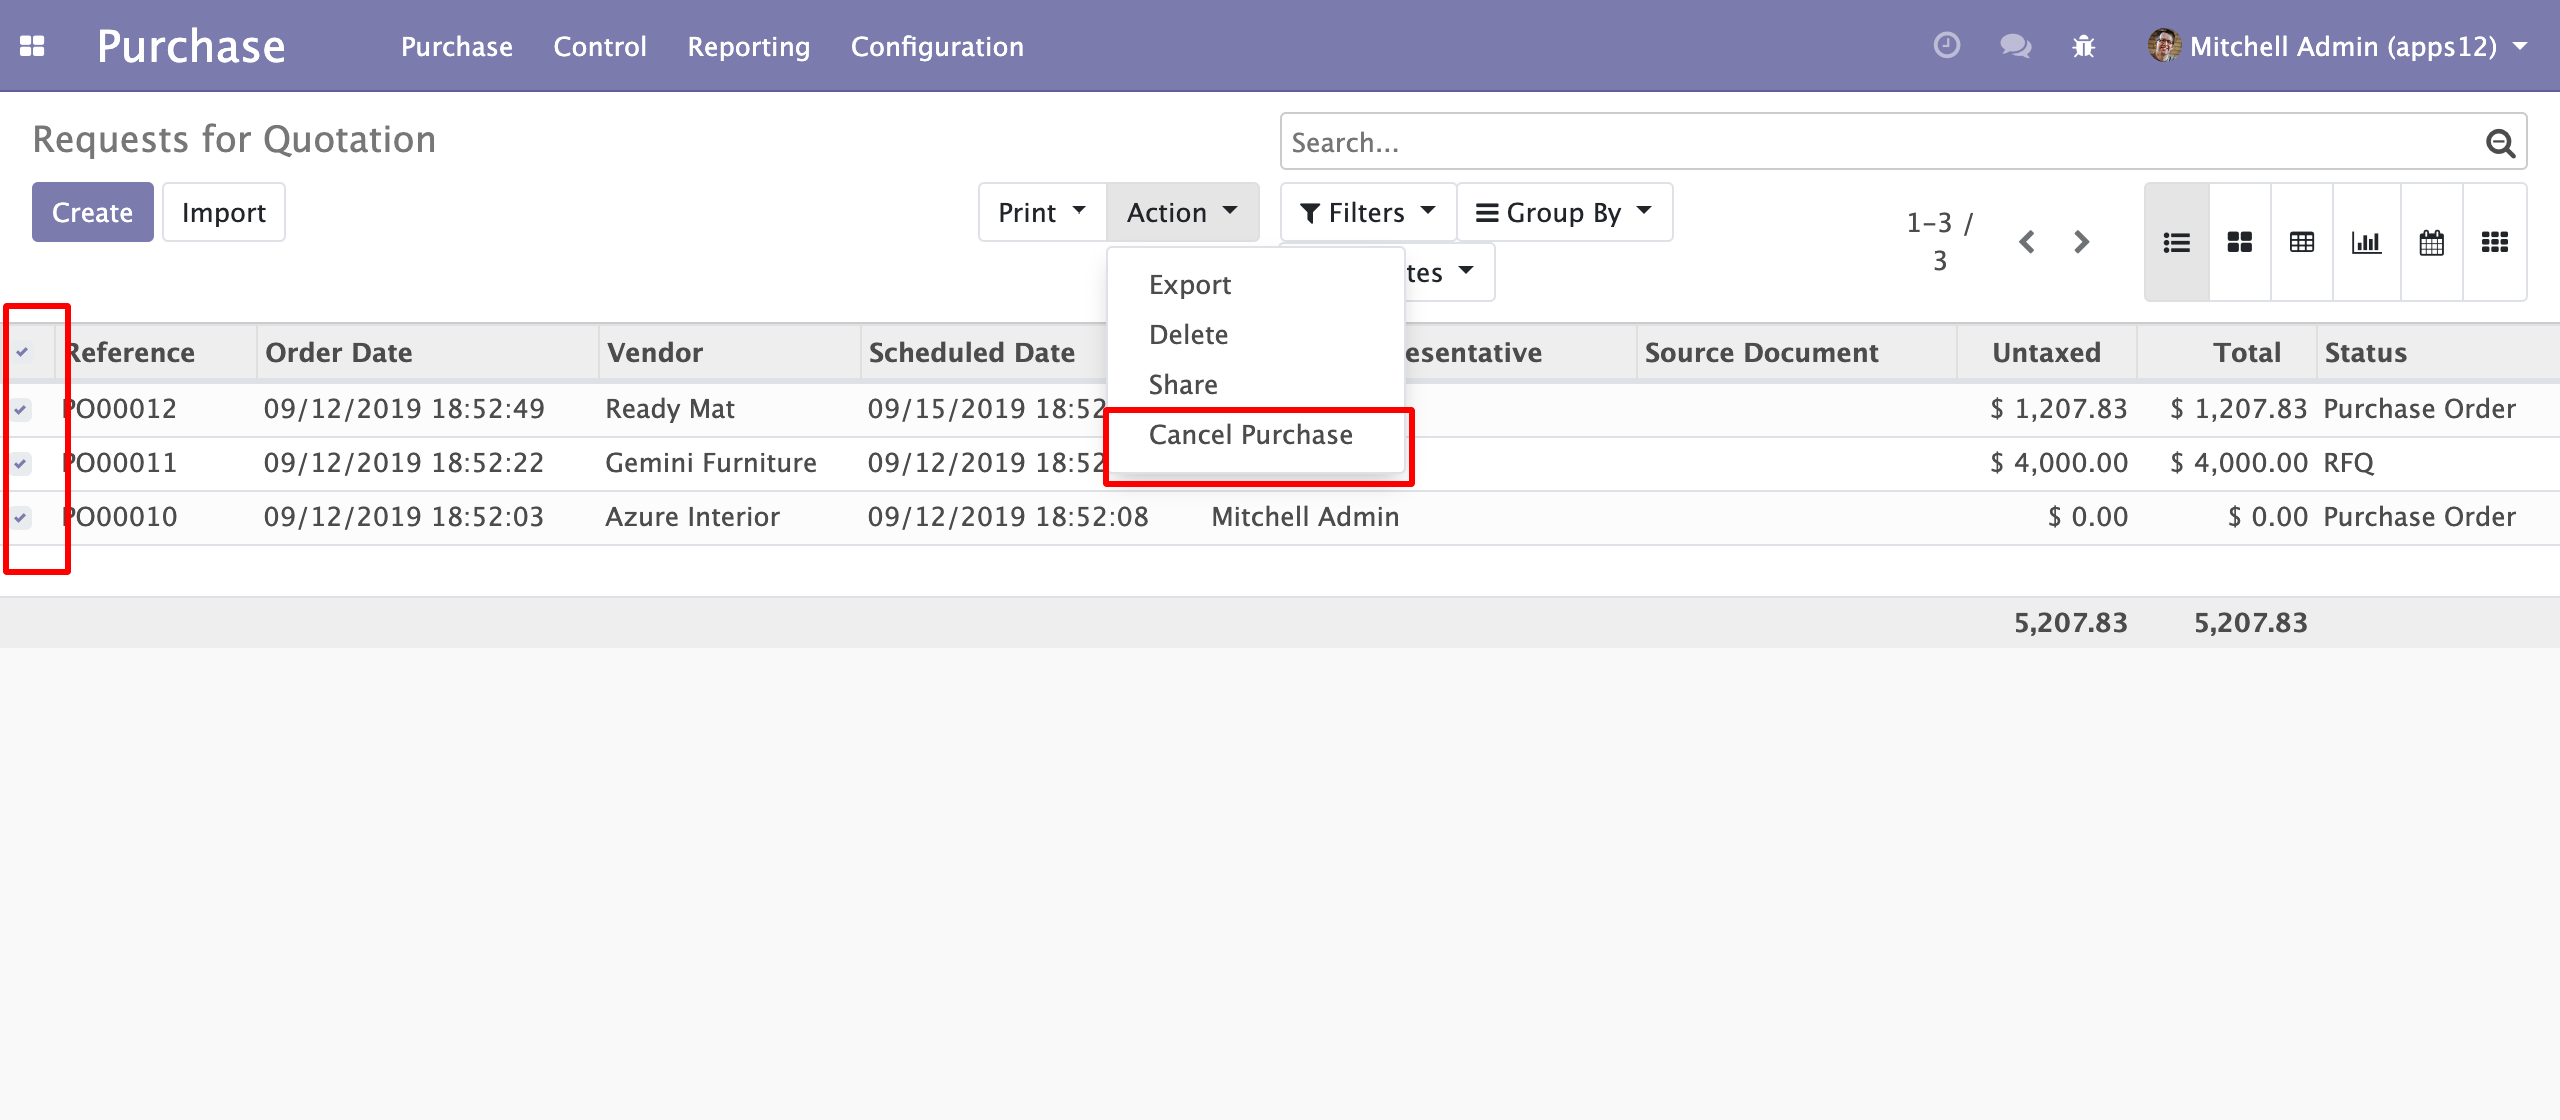 Purchase Purchase Control Reporting Configuration Mitchell Admin (apps12)
Requests for Quotation Search...
Create Import Print Action Filters Group By 1-3 / 3
tes
Export
Delete
Share
Cancel Purchase
Reference Order Date Vendor Scheduled Date esentative Source Document Untaxed Total Status
PO00012 09/12/2019 18:52:49 Ready Mat 09/15/2019 18:52 $ 1,207.83 $ 1,207.83 Purchase Order
PO00011 09/12/2019 18:52:22 Gemini Furniture 09/12/2019 18:52 $ 4,000.00 $ 4,000.00 RFQ
PO00010 09/12/2019 18:52:03 Azure Interior 09/12/2019 18:52:08 Mitchell Admin $ 0.00 $ 0.00 Purchase Order
5,207.83 5,207.83